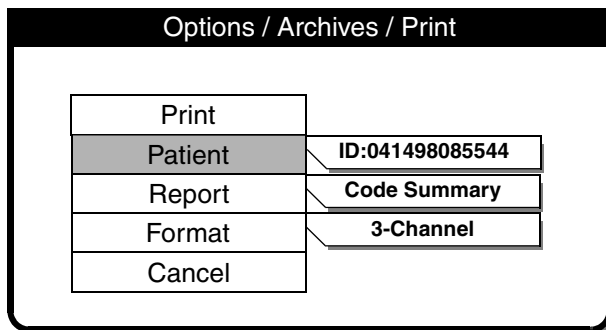 Options / Archives / Print
Print
Patient ID:041498085544
Report Code Summary
Format 3-Channel
Cancel